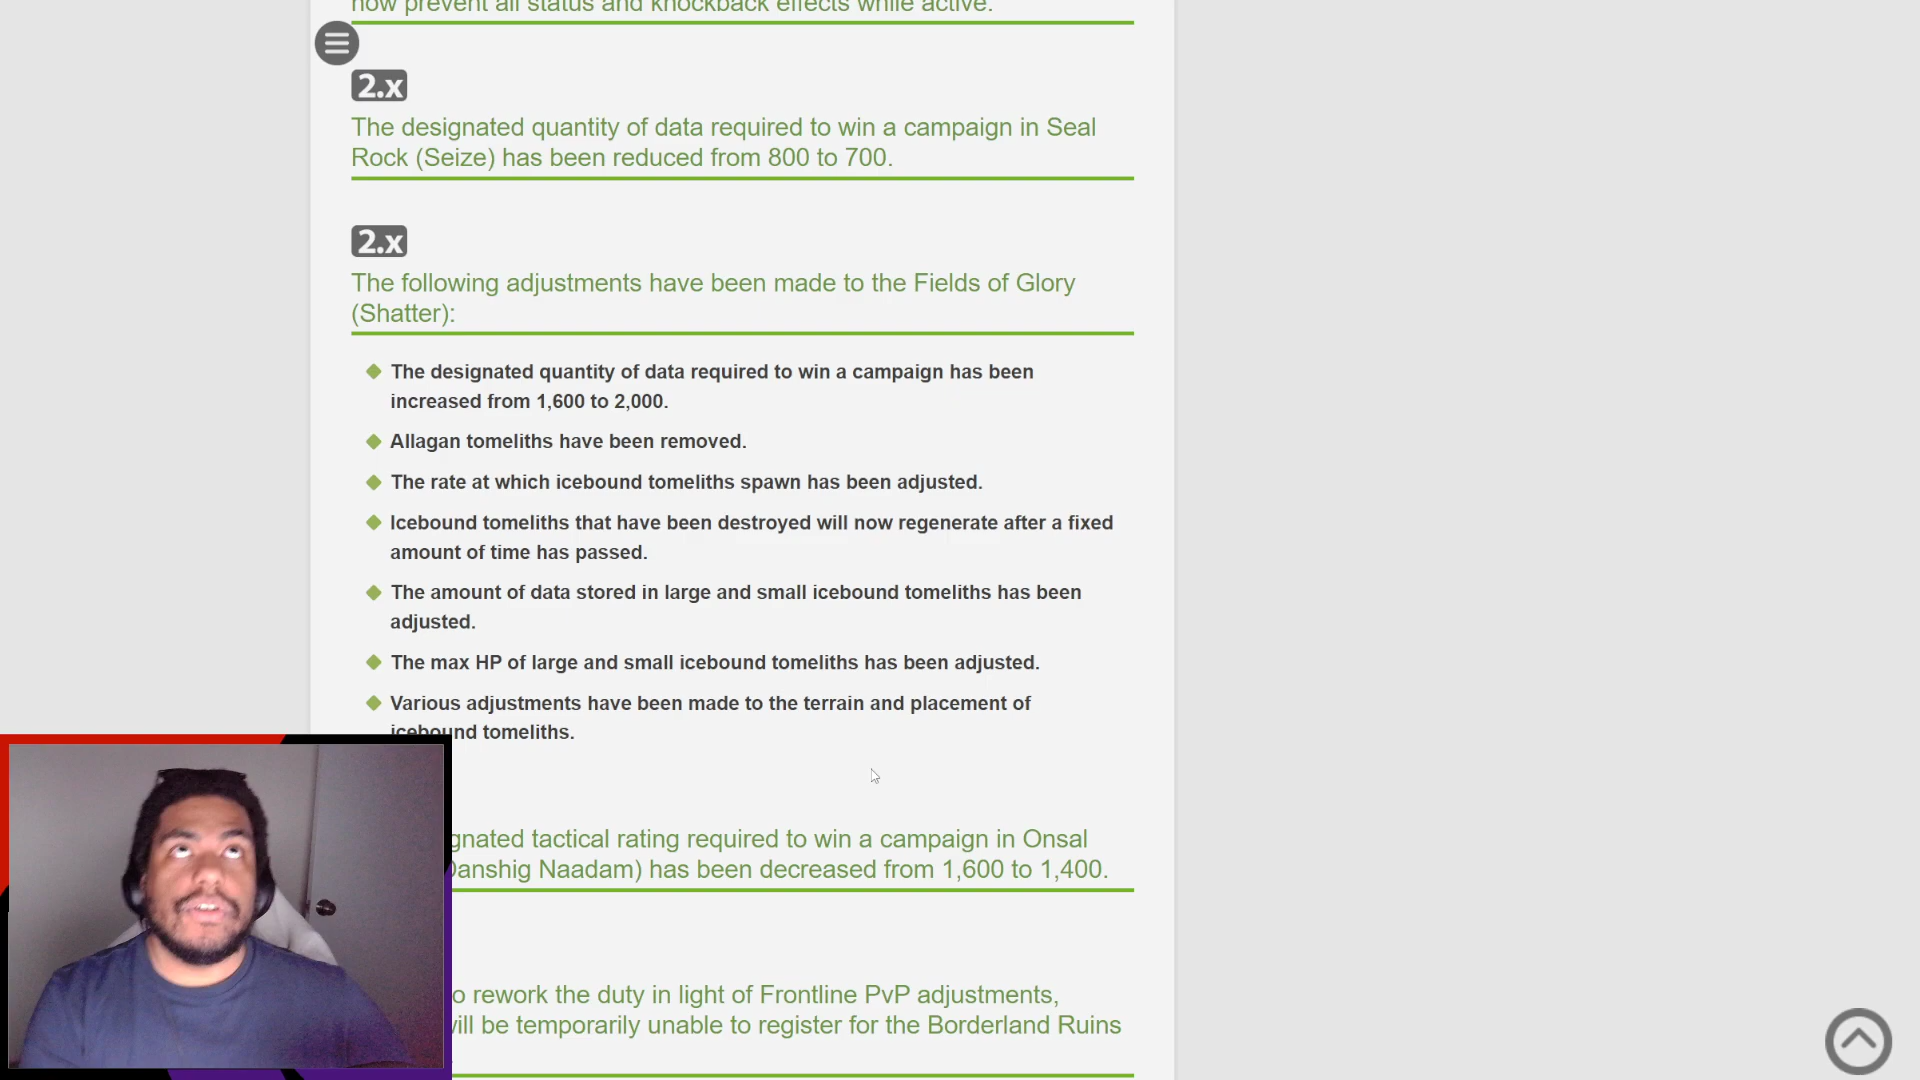 now prevent all status and knockback effects while active.
2.x
The designated quantity of data required to win a campaign in Seal
Rock (Seize) has been reduced from 800 to 700.
2.x
The following adjustments have been made to the Fields of Glory
(Shatter):
The designated quantity of data required to win a campaign has been
increased from 1,600 to 2,000.
Allagan tomeliths have been removed.
The rate at which icebound tomeliths spawn has been adjusted.
Icebound tomeliths that have been destroyed will now regenerate after a fixed
amount of time has passed.
The amount of data stored in large and small icebound tomeliths has been
adjusted.
The max HP of large and small icebound tomeliths has been adjusted.
Various adjustments have been made to the terrain and placement of
icebound tomeliths.
gnated tactical rating required to win a campaign in Onsal
Danshig Naadam) has been decreased from 1,600 to 1,400.
o rework the duty in light of Frontline PvP adjustments,
will be temporarily unable to register for the Borderland Ruins